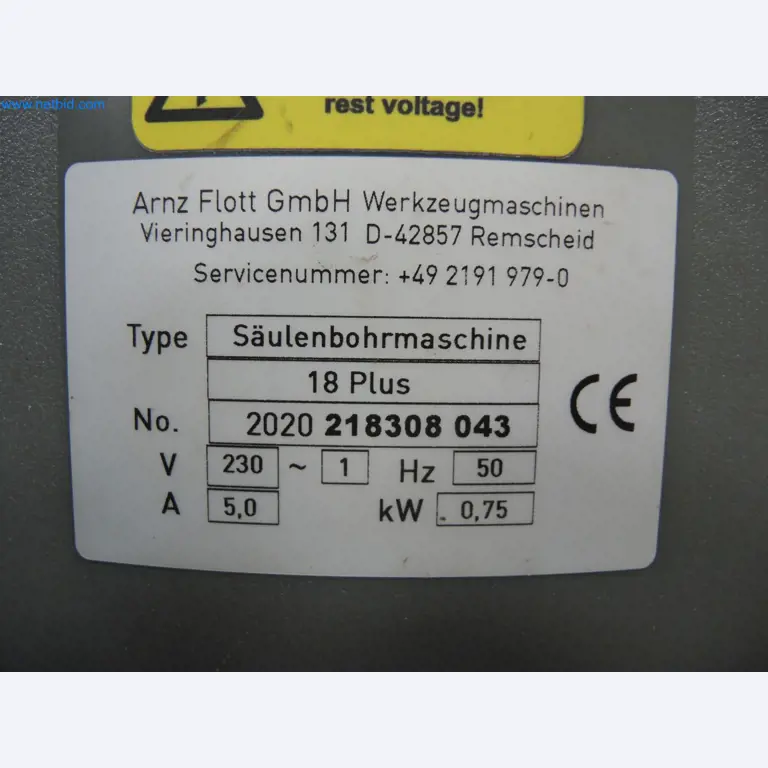 www.netbid.com
rest voltage!
Arnz Flott GmbH Werkzeugmaschinen
Vieringhausen 131 D-42857 Remscheid
Servicenummer: +49 2191 979-0
Type Säulenbohrmaschine
18 Plus
No. 2020 218308 043
V 230 ~ 1 Hz 50
A 5,0 kW 0,75
CE